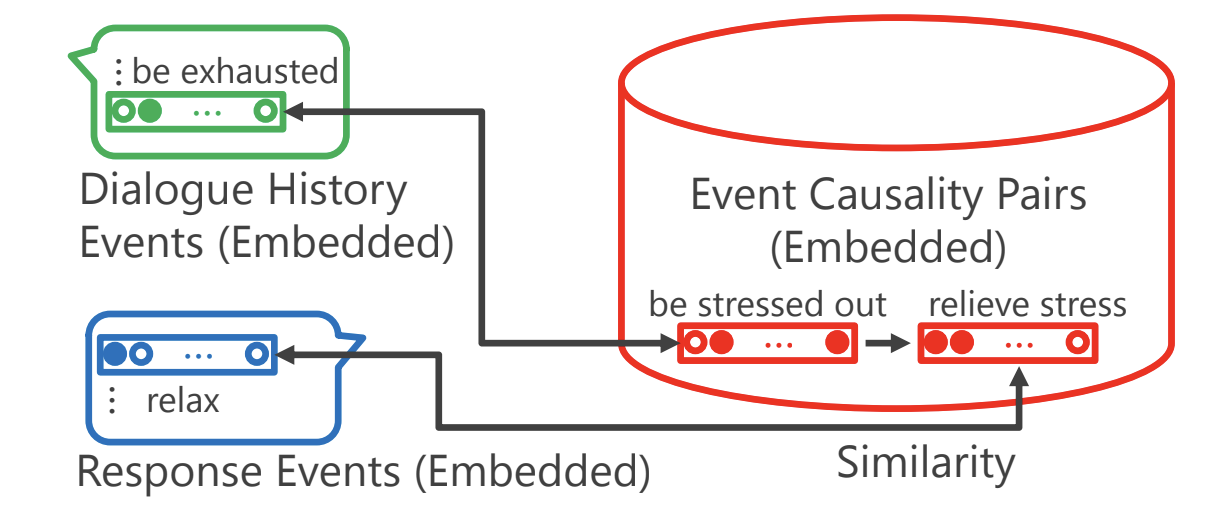 ⋮ be exhausted
...
Dialogue History
Events (Embedded)
Event Causality Pairs
(Embedded)
be stressed out
relieve stress
...
...
...
⋮ relax
Response Events (Embedded)
Similarity